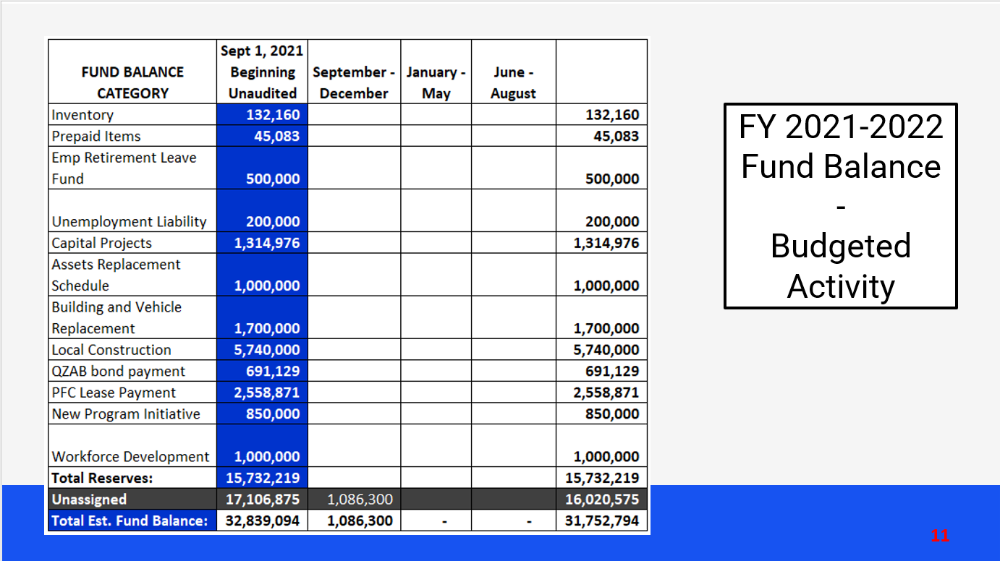 FUND BALANCE CATEGORY | Sept 1, 2021 Beginning Unaudited | September - December | January - May | June - August
Inventory 132,160 132,160
Prepaid Items 45,083 45,083
Emp Retirement Leave
Fund 500,000 500,000
Unemployment Liability 200,000 200,000
Capital Projects 1,314,976 1,314,976
Assets Replacement
Schedule 1,000,000 1,000,000
Building and Vehicle
Replacement 1,700,000 1,700,000
Local Construction 5,740,000 5,740,000
QZAB bond payment 691,129 691,129
PFC Lease Payment 2,558,871 2,558,871
New Program Initiative 850,000 850,000
Workforce Development 1,000,000 1,000,000
Total Reserves: 15,732,219 15,732,219
Unassigned 17,106,875 1,086,300 16,020,575
Total Est. Fund Balance: 32,839,094 1,086,300 - - 31,752,794
FY 2021-2022
Fund Balance
-
Budgeted
Activity
11